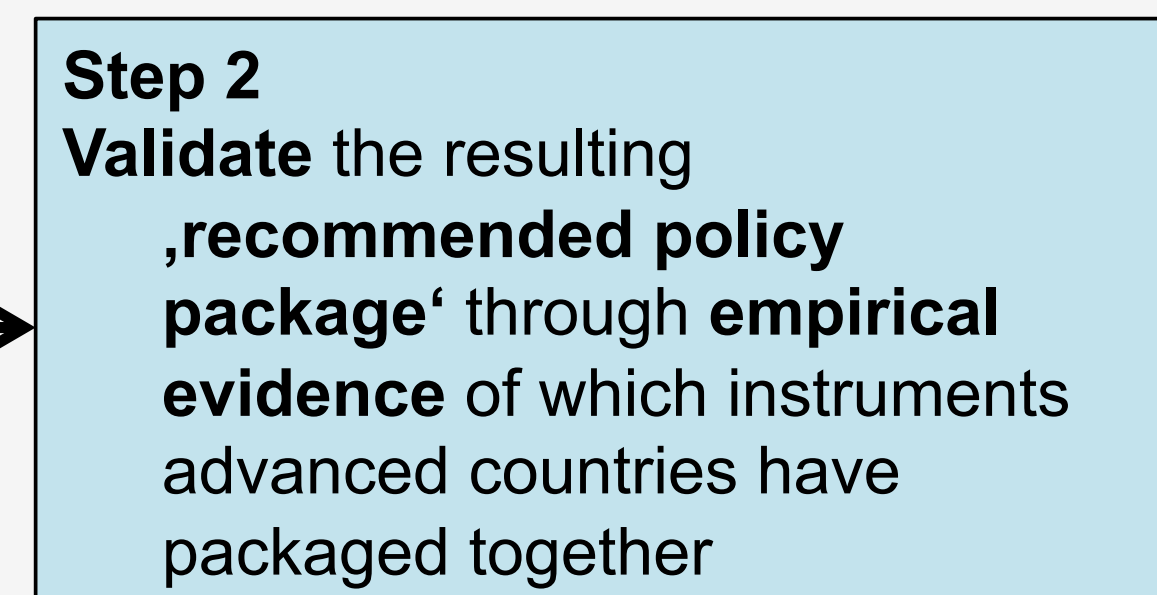 Step 2
Validate the resulting
‚recommended policy
package‘ through empirical
evidence of which instruments
advanced countries have
packaged together